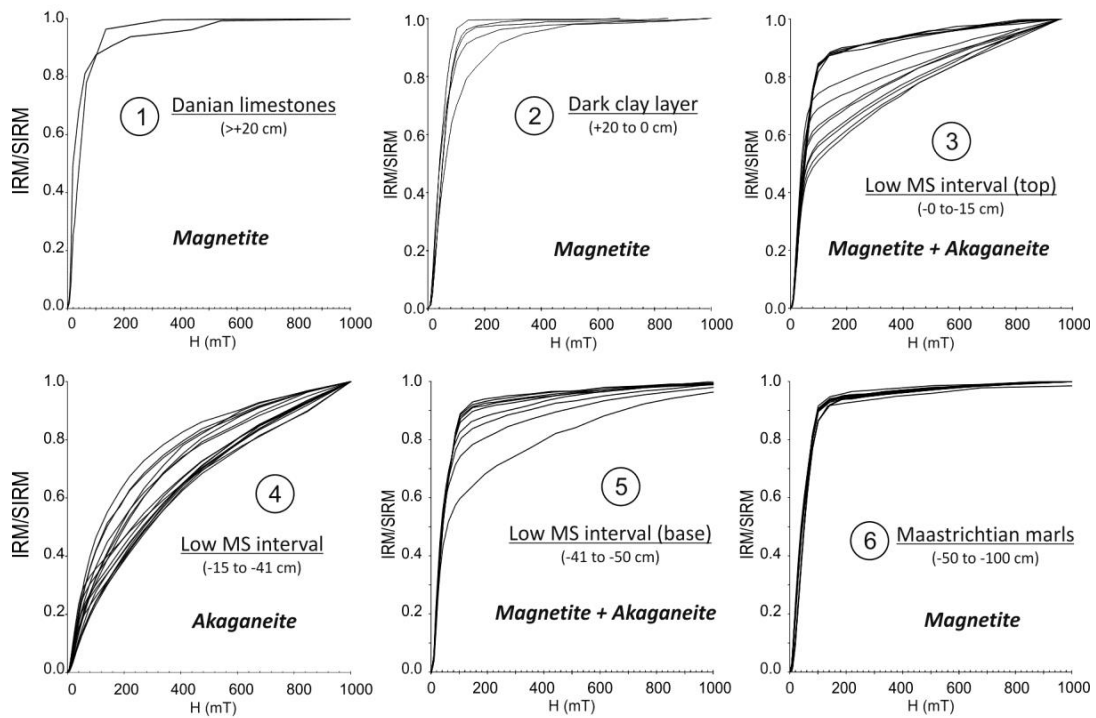 1.0
0.8
0.6
0.4
0.2
0.0
IRM/SIRM
0 200 400 600 800 1000
H (mT)
1 Danian limestones
(>+20 cm)
Magnetite
1.0
0.8
0.6
0.4
0.2
0.0
IRM/SIRM
0 200 400 600 800 1000
H (mT)
2 Dark clay layer
(+20 to 0 cm)
Magnetite
1.0
0.8
0.6
0.4
0.2
0.0
IRM/SIRM
0 200 400 600 800 1000
H (mT)
3
Low MS interval (top)
(-0 to-15 cm)
Magnetite + Akaganeite
1.0
0.8
0.6
0.4
0.2
0.0
IRM/SIRM
0 200 400 600 800 1000
H (mT)
4
Low MS interval
(-15 to -41 cm)
Akaganeite
1.0
0.8
0.6
0.4
0.2
0.0
IRM/SIRM
0 200 400 600 800 1000
H (mT)
5
Low MS interval (base)
(-41 to -50 cm)
Magnetite + Akaganeite
1.0
0.8
0.6
0.4
0.2
0.0
IRM/SIRM
0 200 400 600 800 1000
H (mT)
6 Maastrichtian marls
(-50 to -100 cm)
Magnetite